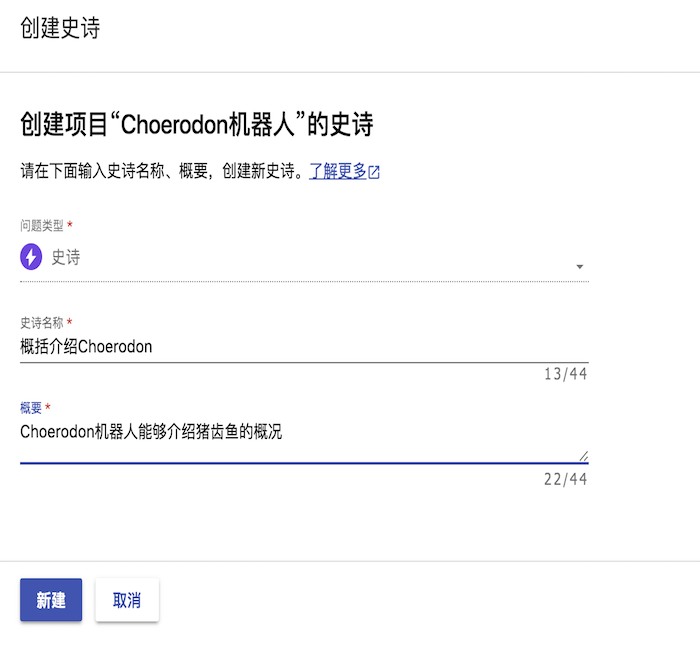 创建史诗
创建项目“Choerodon机器人”的史诗
请在下面输入史诗名称、概要，创建新史诗。了解更多
问题类型 *
史诗
史诗名称 *
概括介绍Choerodon
13/44
概要 *
Choerodon机器人能够介绍猪齿鱼的概况
22/44
新建 取消